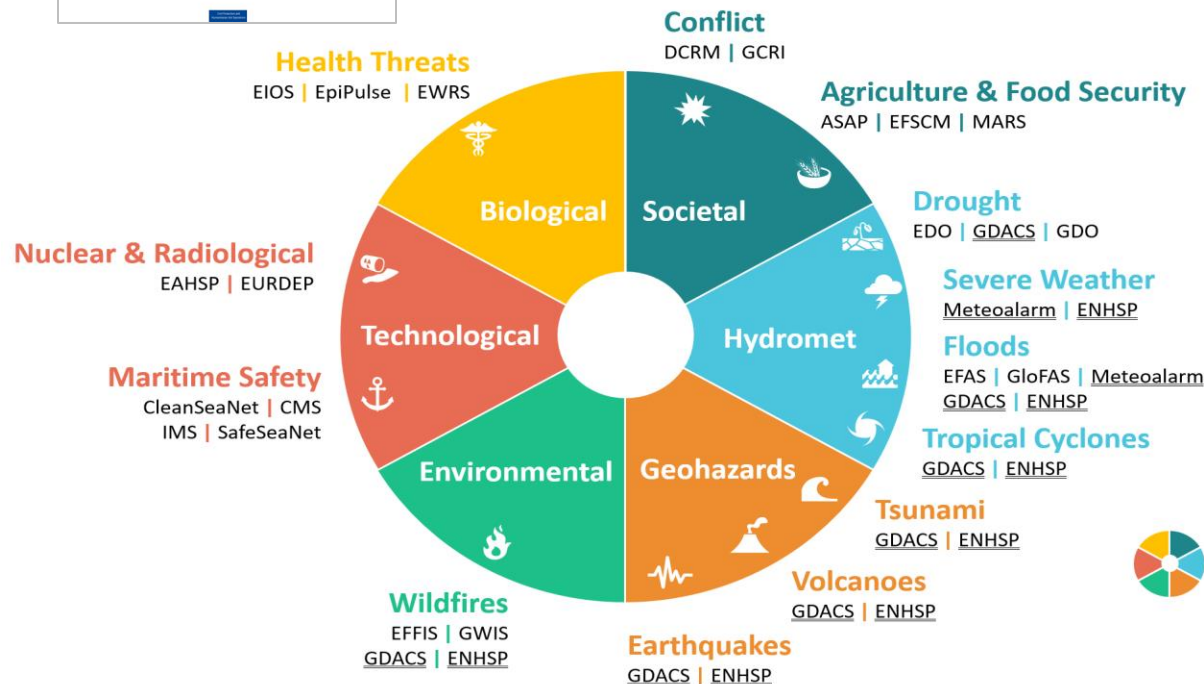 Conflict
DCRM | GCRI
Health Threats
EIOS | EpiPulse | EWRS
Agriculture & Food Security
ASAP | EFSCM | MARS
Biological
Societal
Drought
EDO | GDACS | GDO
Nuclear & Radiological
EAHSP | EURDEP
Severe Weather
Meteoalarm | ENHSP
Technological
Hydromet
Floods
EFAS | GloFAS | Meteoalarm
GDACS | ENHSP
Maritime Safety
CleanSeaNet | CMS
IMS | SafeSeaNet
Tropical Cyclones
GDACS | ENHSP
Environmental
Geohazards
Tsunami
GDACS | ENHSP
Volcanoes
GDACS | ENHSP
Wildfires
EFFIS | GWIS
GDACS | ENHSP
Earthquakes
GDACS | ENHSP